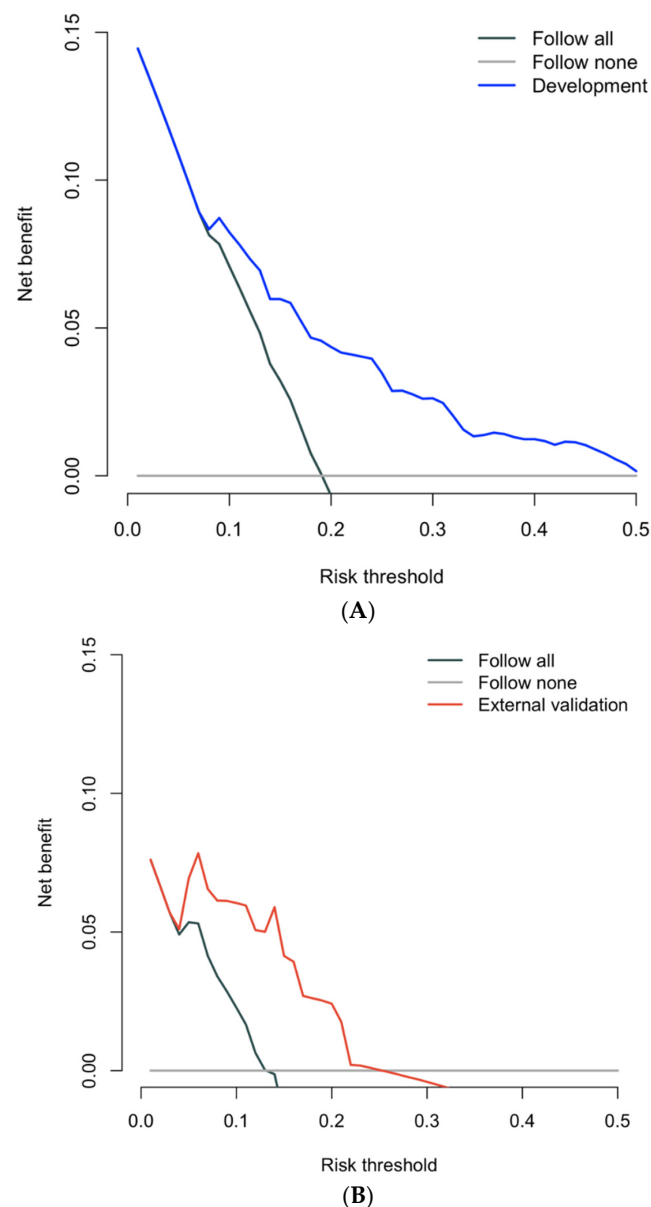 0.15
0.10
0.05
0.00
Net benefit
Follow all
Follow none
Development
0.0 0.1 0.2 0.3 0.4 0.5
Risk threshold
(A)
0.15
0.10
0.05
0.00
Net benefit
Follow all
Follow none
External validation
0.0 0.1 0.2 0.3 0.4 0.5
Risk threshold
(B)